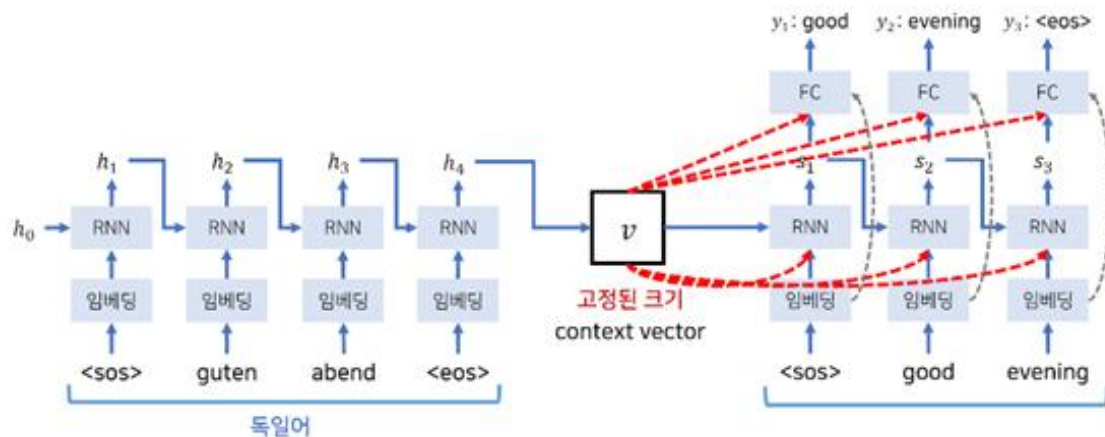 y₁: good y₂: evening y₃: <eos>
FC FC FC
h₁ h₂ h₃ h₄ s₁ s₂ s₃
h₀ RNN RNN RNN RNN v RNN RNN RNN
임베딩 임베딩 임베딩 임베딩 고정된 크기 임베딩 임베딩 임베딩
context vector
<sos> guten abend <eos> <sos> good evening
독일어